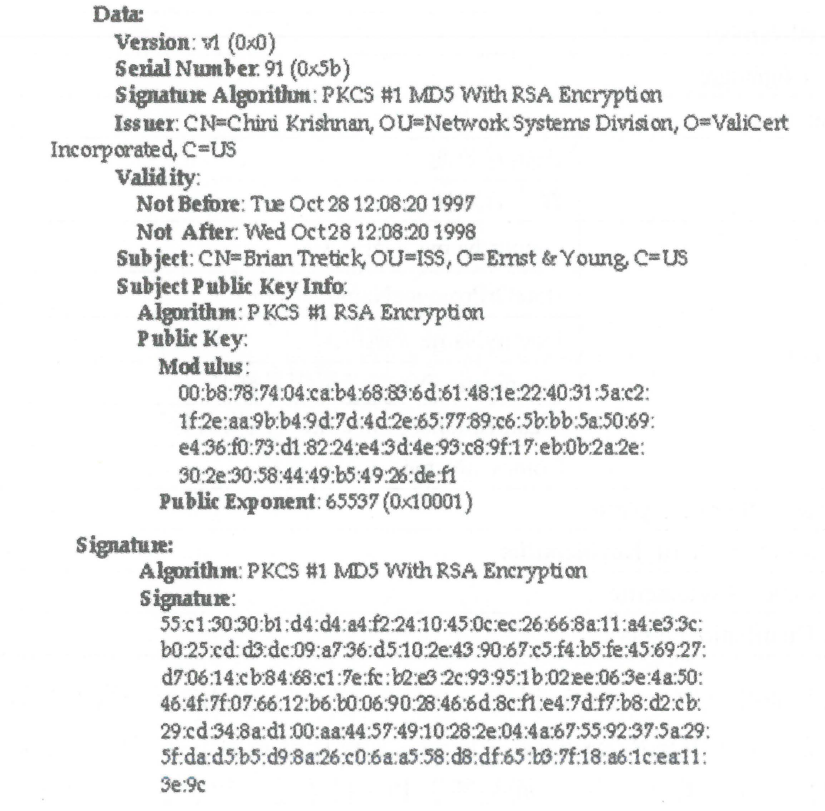 Data:
Version: v1 (0x0)
Serial Number: 91 (0x5b)
Signature Algorithm: PKCS #1 MD5 With RSA Encryption
Issuer: CN=Chini Krishnan, OU=Network Systems Division, O=ValiCert
Incorporated, C=US
Validity:
Not Before: Tue Oct 28 12:08:20 1997
Not After: Wed Oct 28 12:08:20 1998
Subject: CN=Brian Tretick, OU=ISS, O=Ernst & Young, C=US
Subject Public Key Info:
Algorithm: PKCS #1 RSA Encryption
Public Key:
Modulus:
00:b8:78:74:04:ca:b4:68:83:6d:61:48:1e:22:40:31:5a:c2:
1f:2e:aa:9b:b4:9d:7d:4d:2e:65:77:89:c6:5b:bb:5a:50:69:
e4:36:f0:73:d1:82:24:e4:3d:4e:93:c8:9f:17:eb:0b:2a:2e:
30:2e:30:58:44:49:b5:49:26:de:f1
Public Exponent: 65537 (0x10001)
Signature:
Algorithm: PKCS #1 MD5 With RSA Encryption
Signature:
55:c1:30:30:b1:d4:d4:a4:f2:24:10:45:0c:ec:26:66:8a:11:a4:e3:3c:
b0:25:cd:d3:dc:09:a7:36:d5:10:2e:43:90:67:c5:f4:b5:fe:45:69:27:
d7:06:14:cb:84:68:c1:7e:fc:b2:e3:2c:93:95:1b:02:ee:06:3e:4a:50:
46:4f:7f:07:66:12:b6:b0:06:90:28:46:6d:8c:f1:e4:7d:f7:b8:d2:cb:
29:cd:34:8a:d1:00:aa:44:57:49:10:28:2e:04:4a:67:55:92:37:5a:29:
5f:da:d5:b5:d9:8a:26:c0:6a:a5:58:d8:df:65:b3:7f:18:a6:1c:ea:11:
3e:9c